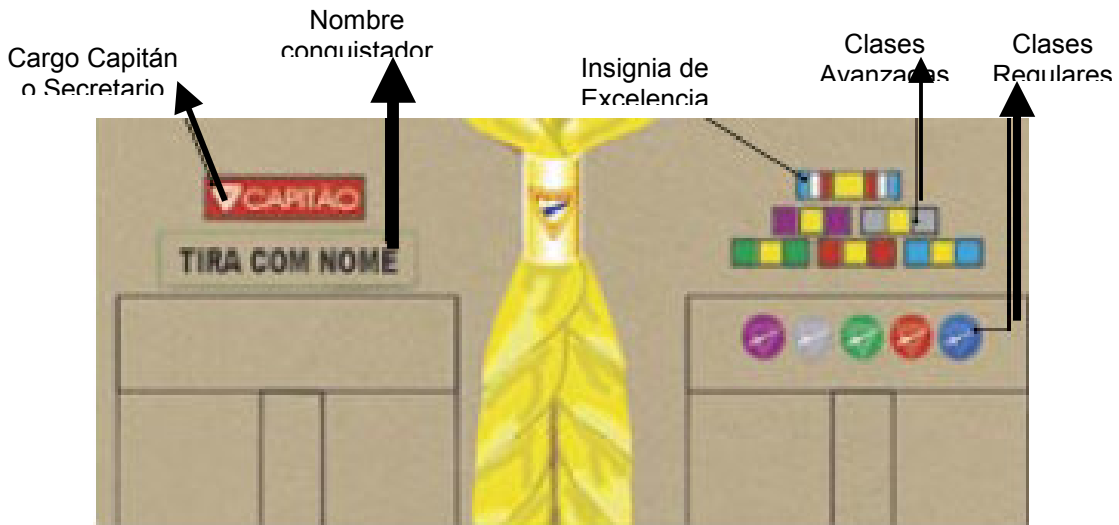 Nombre
conquistador
Cargo Capitán
o Secretario
Insignia de
Excelencia
Clases
Avanzadas
Clases
Regulares
CAPITÃO
TIRA COM NOME